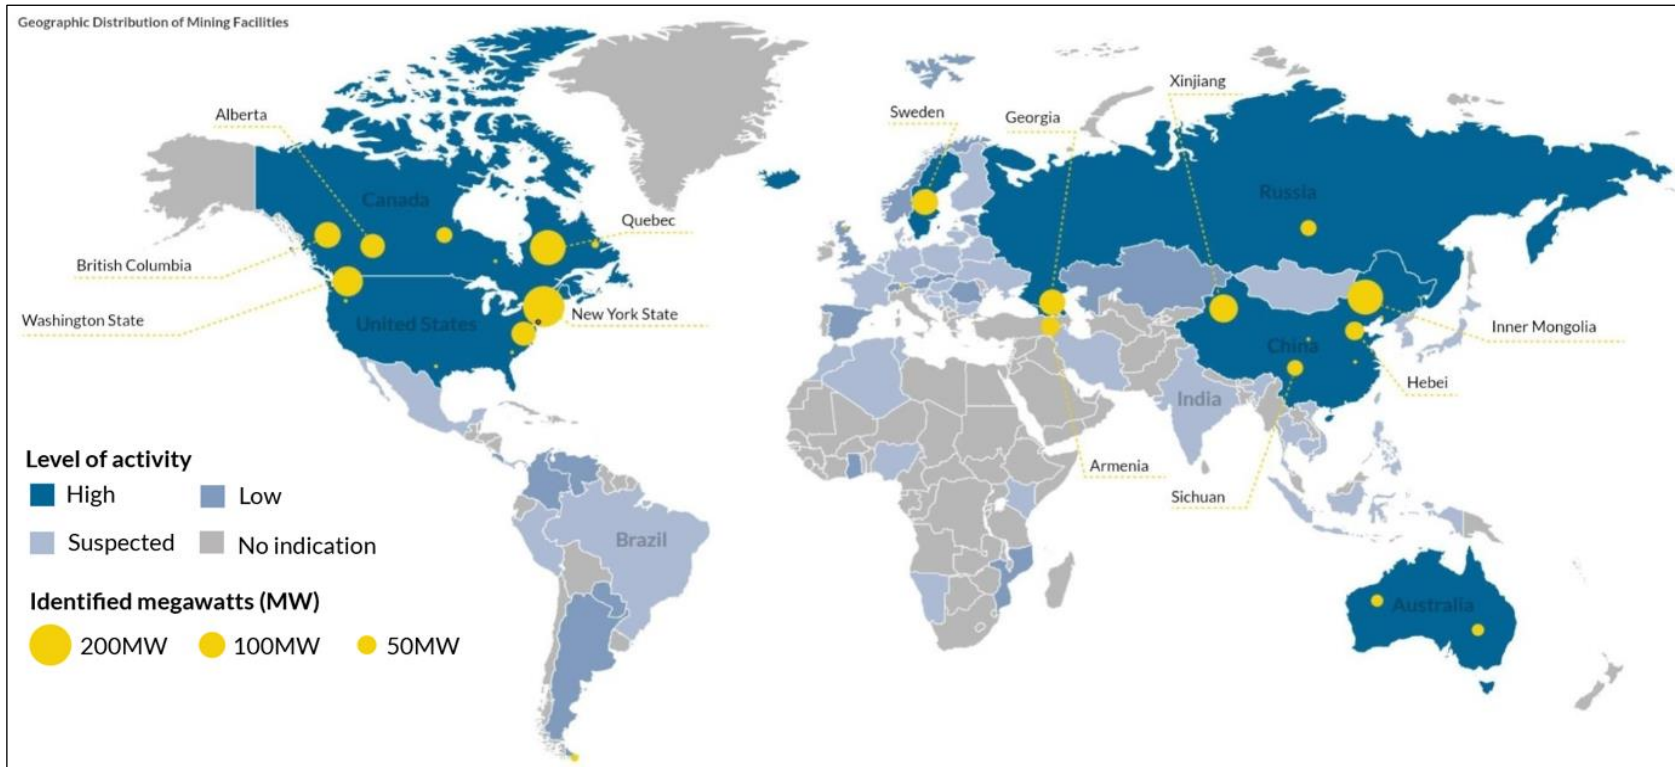 Geographic Distribution of Mining Facilities
Xinjiang
Sweden
Georgia
Alberta
Canada
Russia
Quebec
British Columbia
Washington State
United States
New York State
Inner Mongolia
China
Hebei
India
Armenia
Sichuan
Brazil
Australia
Level of activity
High
Low
Suspected
No indication
Identified megawatts (MW)
200MW
100MW
50MW